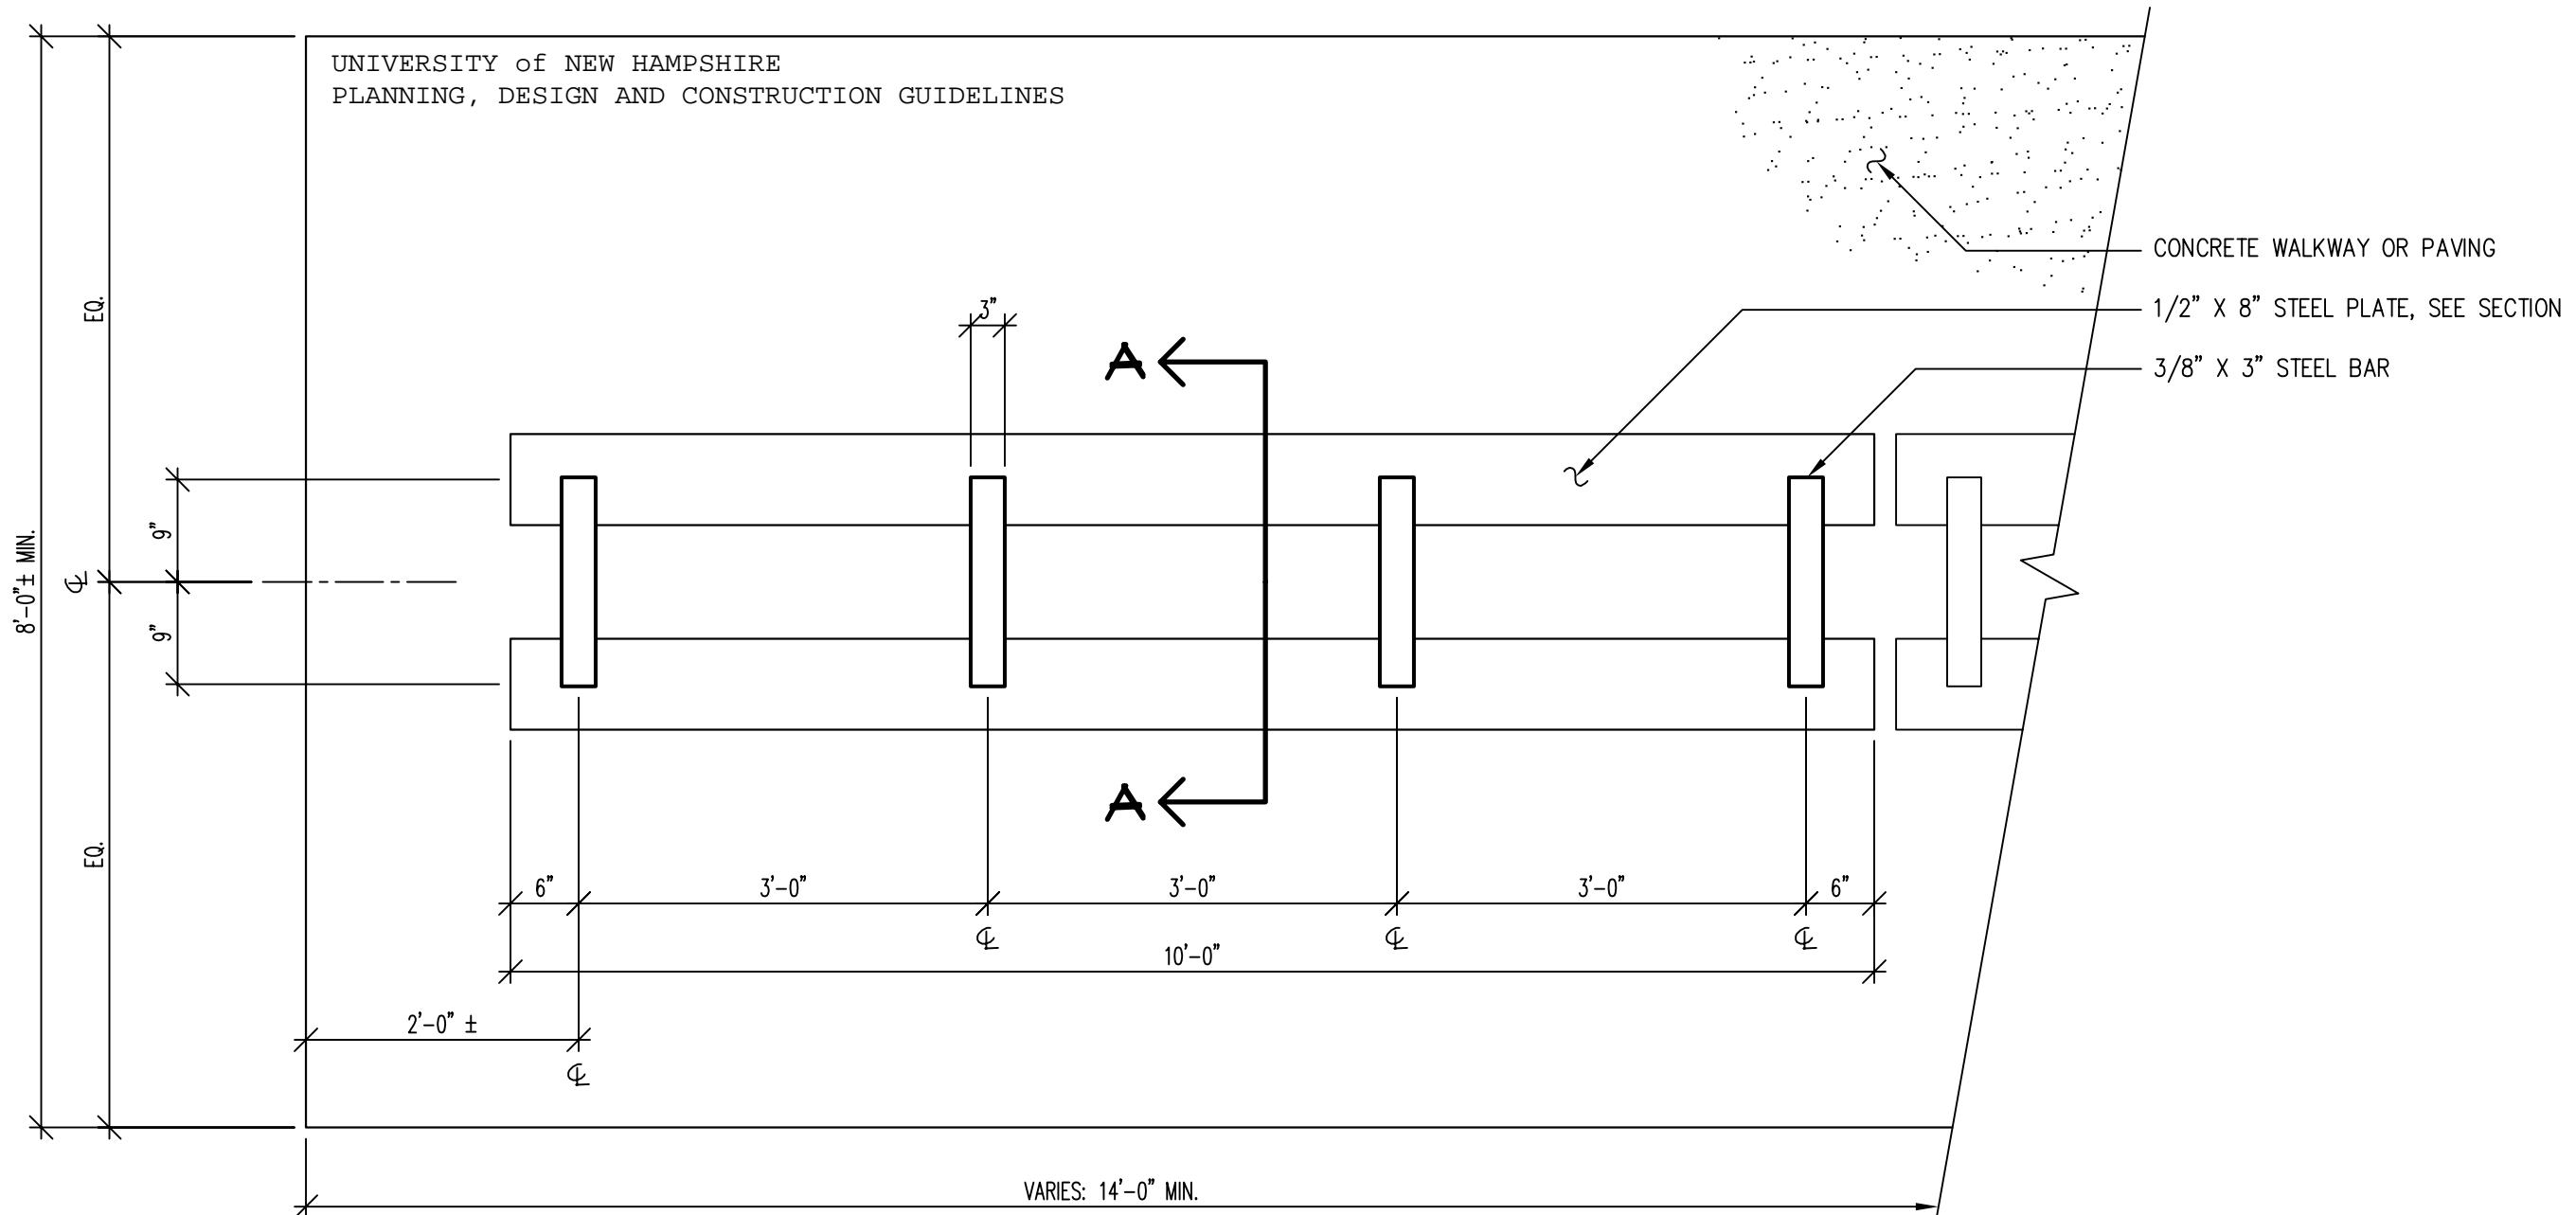 UNIVERSITY of NEW HAMPSHIRE
PLANNING, DESIGN AND CONSTRUCTION GUIDELINES
CONCRETE WALKWAY OR PAVING
1/2" X 8" STEEL PLATE, SEE SECTION
3/8" X 3" STEEL BAR
EQ.
3"
A
9"
8'-0"± MIN.
℄
9"
A
EQ.
6"
3'-0"
3'-0"
3'-0"
6"
℄
℄
℄
10'-0"
2'-0" ±
℄
VARIES: 14'-0" MIN.